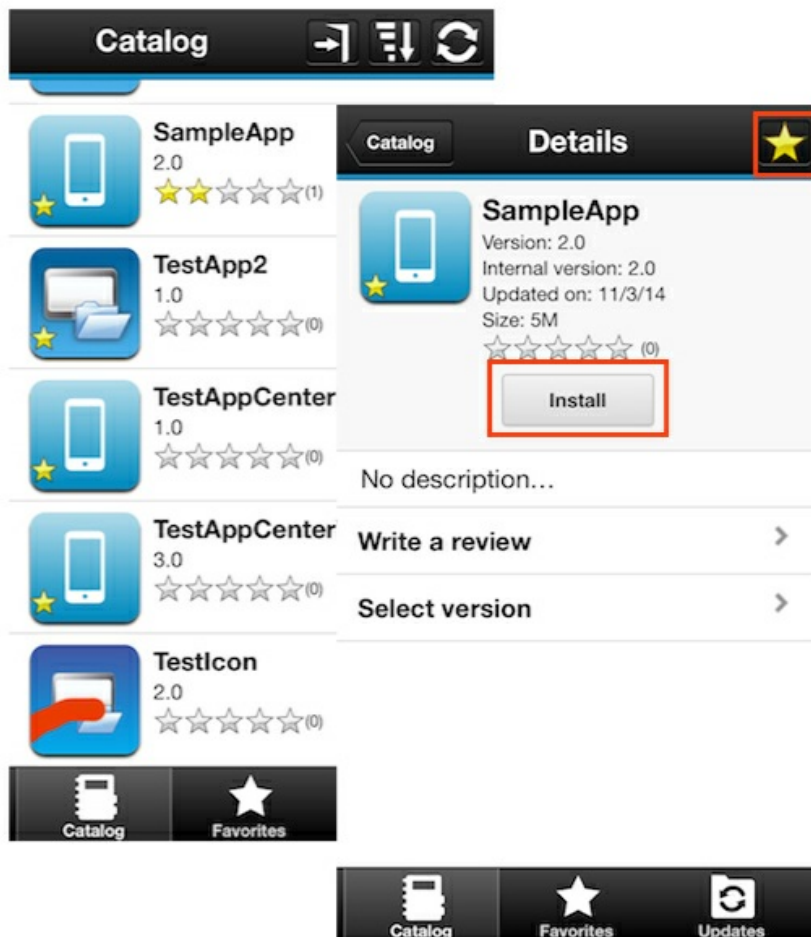 Catalog
SampleApp
2.0
(1)
TestApp2
1.0
(0)
TestAppCenter
1.0
(0)
TestAppCenter
3.0
(0)
TestIcon
2.0
(0)
Catalog
Favorites
Catalog
Details
SampleApp
Version: 2.0
Internal version: 2.0
Updated on: 11/3/14
Size: 5M
(0)
Install
No description...
Write a review
Select version
Catalog
Favorites
Updates